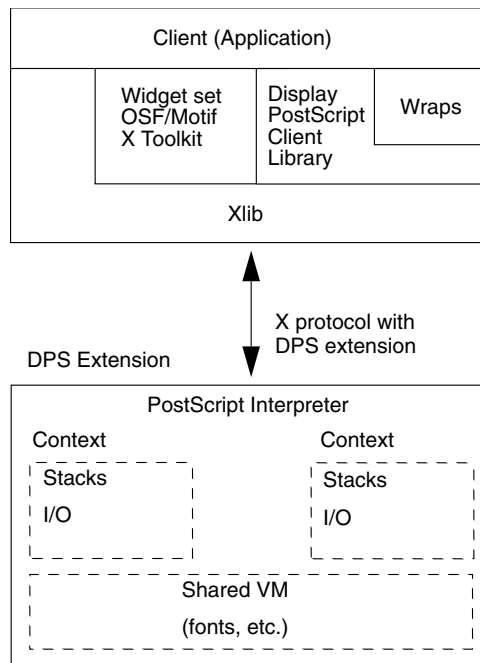 Client (Application)
Widget set
OSF/Motif
X Toolkit
Display
PostScript
Client
Library
Wraps
Xlib
X protocol with
DPS extension
DPS Extension
PostScript Interpreter
Context
Stacks
I/O
Context
Stacks
I/O
Shared VM
(fonts, etc.)